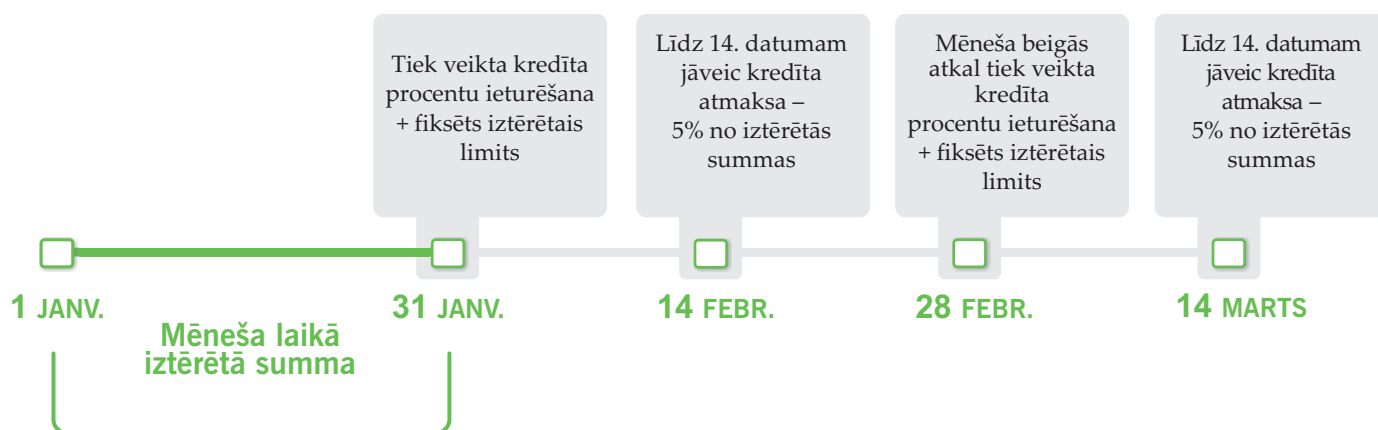 Tiek veikta kredīta
procentu ieturēšana
+ fiksēts iztērētais
limits
Līdz 14. datumam
jāveic kredīta
atmaksa –
5% no iztērētās
summas
Mēneša beigās
atkal tiek veikta
kredīta
procentu ieturēšana
+ fiksēts iztērētais
limits
Līdz 14. datumam
jāveic kredīta
atmaksa –
5% no iztērētās
summas
1 JANV.
31 JANV.
14 FEBR.
28 FEBR.
14 MARTS
Mēneša laikā
iztērētā summa